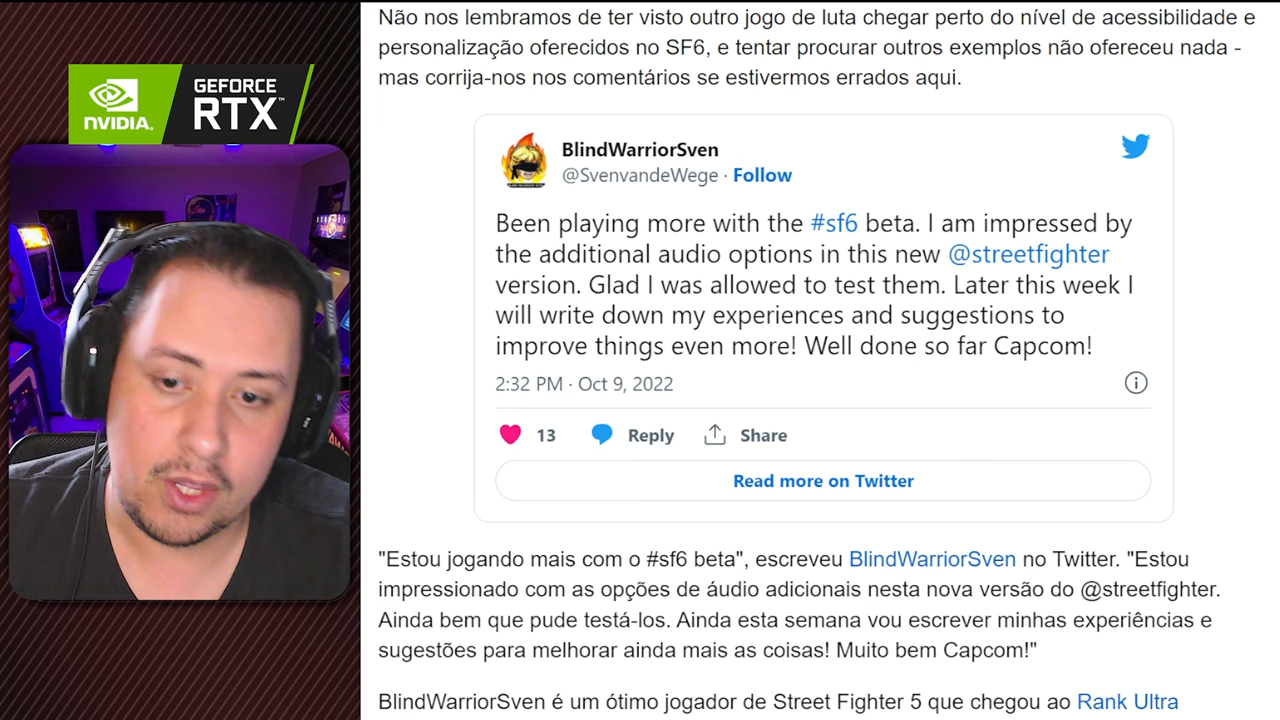 Não nos lembramos de ter visto outro jogo de luta chegar perto do nível de acessibilidade e
personalização oferecidos no SF6, e tentar procurar outros exemplos não ofereceu nada -
mas corrija-nos nos comentários se estivermos errados aqui.
NVIDIA.
GEFORCE
RTX™
BlindWarriorSven
@SvenvandeWege · Follow
Been playing more with the #sf6 beta. I am impressed by
the additional audio options in this new @streetfighter
version. Glad I was allowed to test them. Later this week I
will write down my experiences and suggestions to
improve things even more! Well done so far Capcom!
2:32 PM · Oct 9, 2022
13 Reply Share
Read more on Twitter
"Estou jogando mais com o #sf6 beta", escreveu BlindWarriorSven no Twitter. "Estou
impressionado com as opções de áudio adicionais nesta nova versão do @streetfighter.
Ainda bem que pude testá-los. Ainda esta semana vou escrever minhas experiências e
sugestões para melhorar ainda mais as coisas! Muito bem Capcom!"
BlindWarriorSven é um ótimo jogador de Street Fighter 5 que chegou ao Rank Ultra